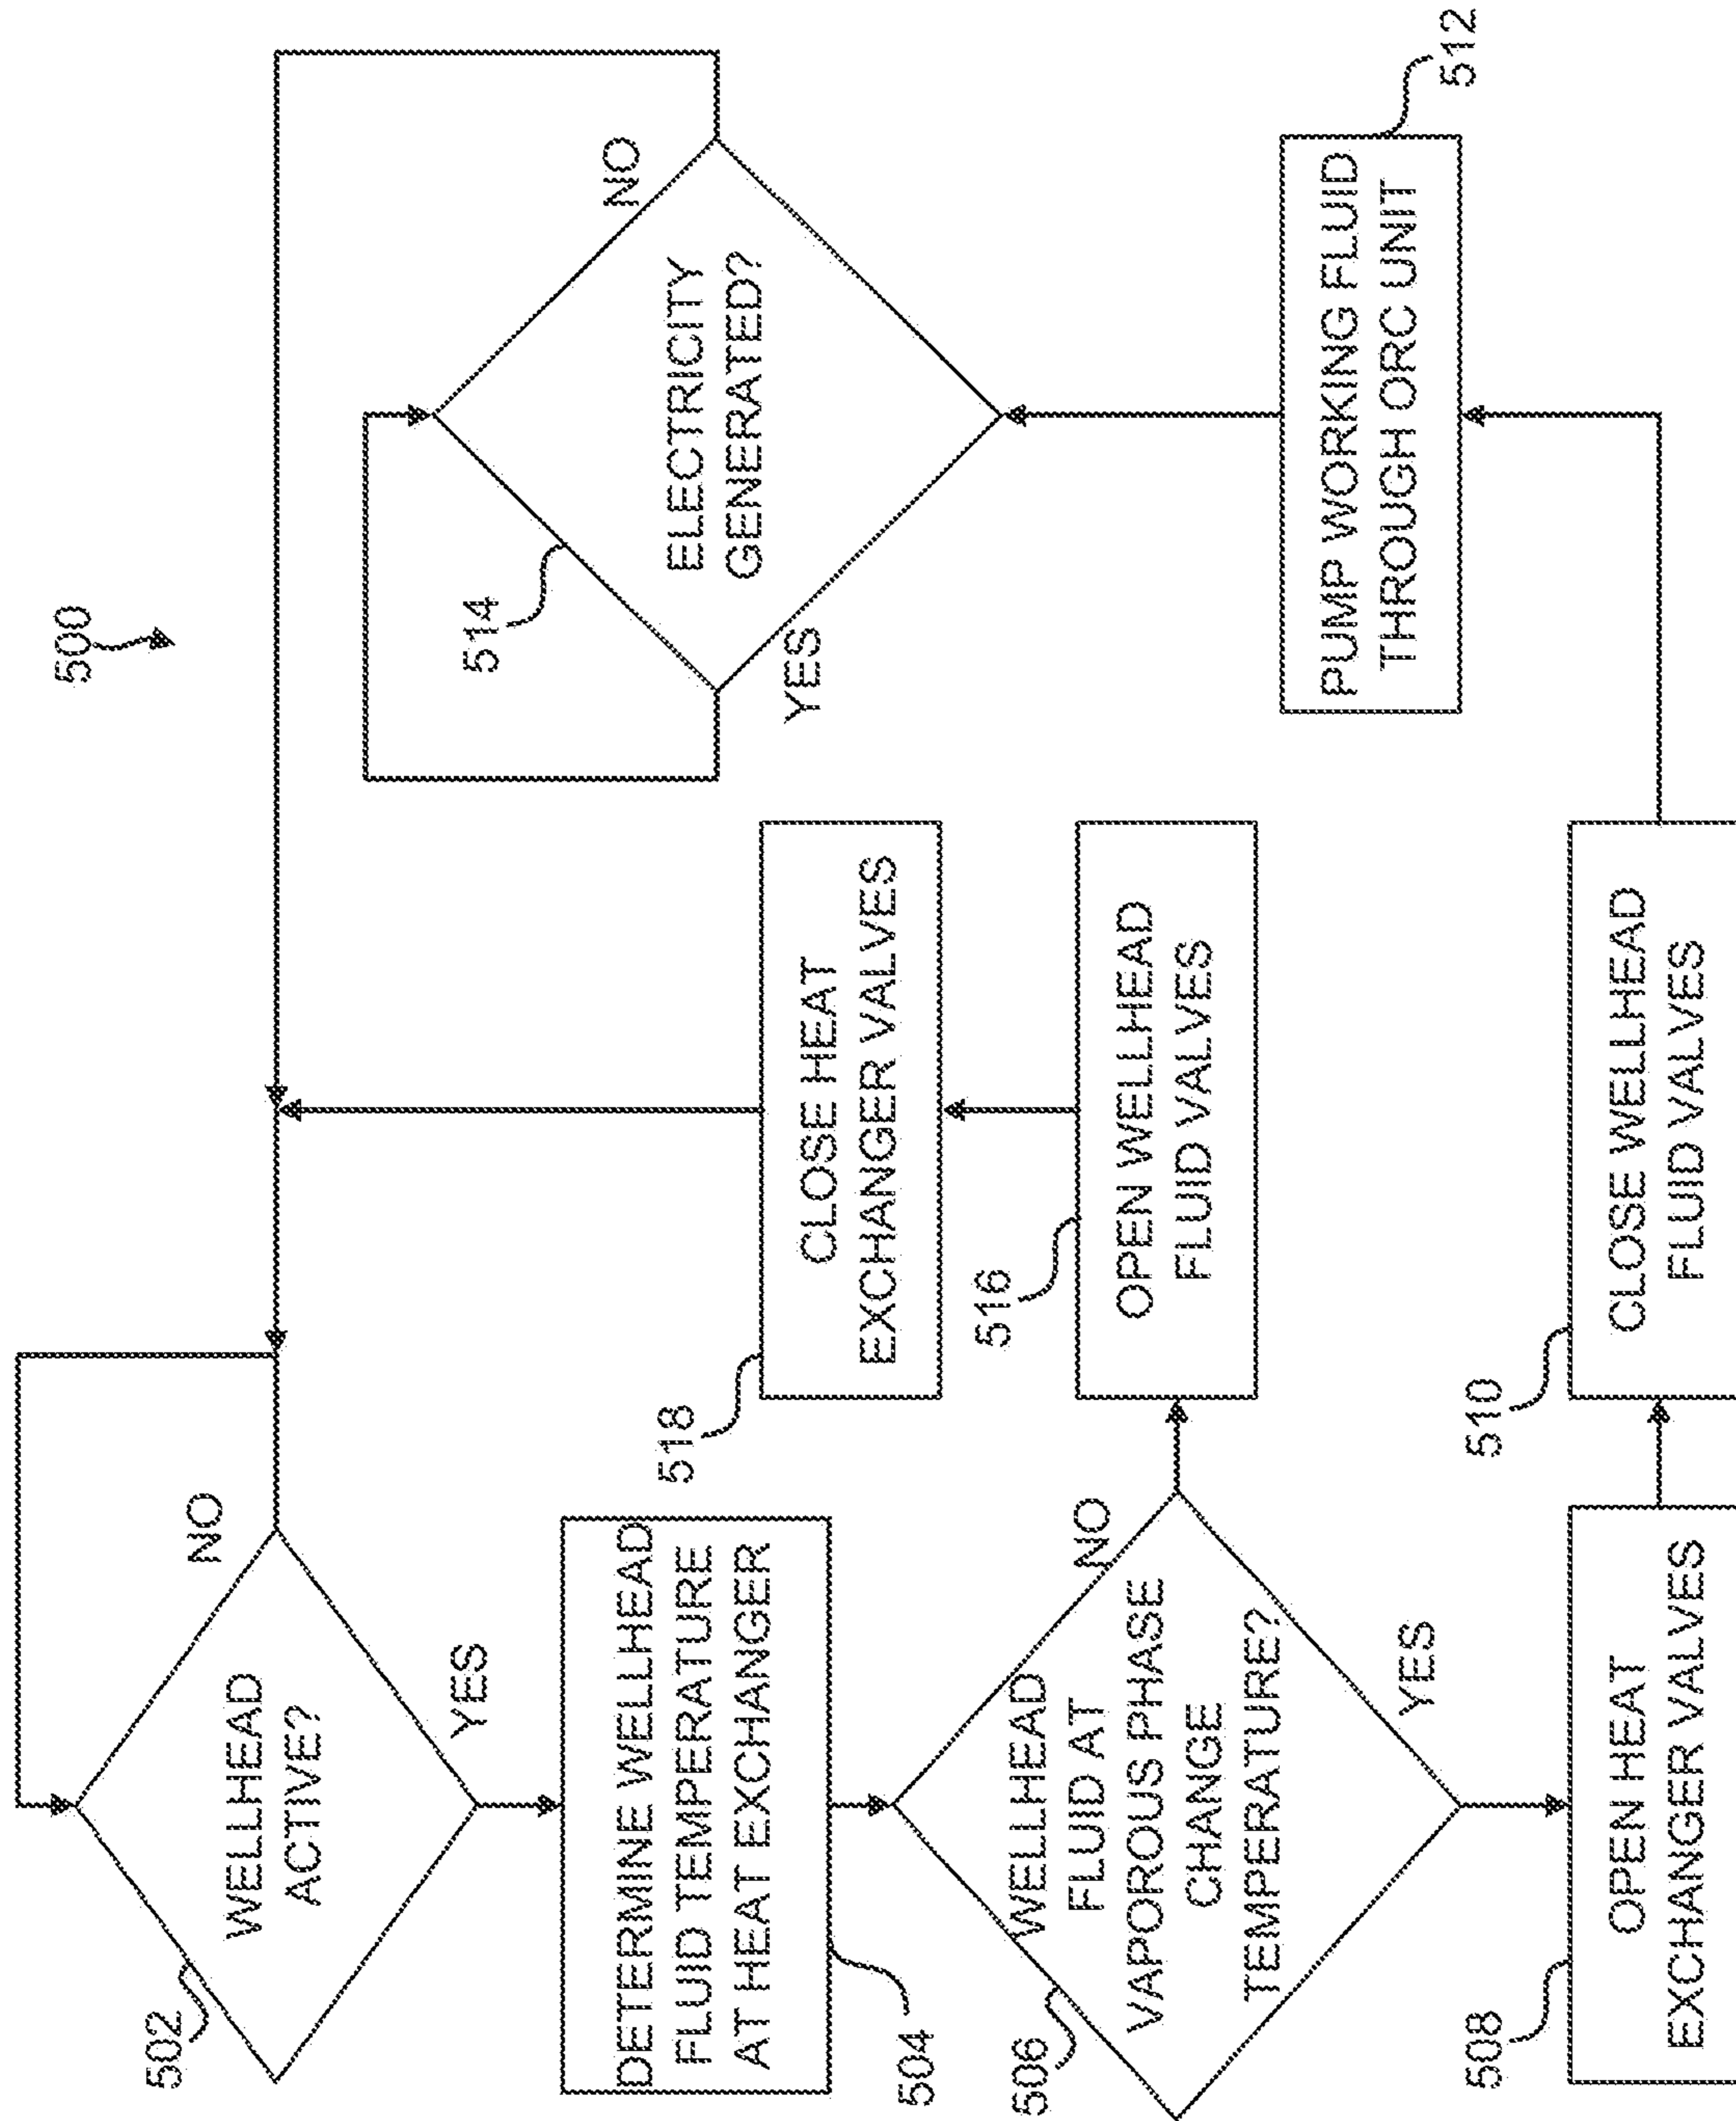 500
502
WELLHEAD
ACTIVE?
NO
YES
DETERMINE WELLHEAD
FLUID TEMPERATURE
AT HEAT EXCHANGER
504
506
WELLHEAD
FLUID AT
VAPOROUS PHASE
CHANGE
TEMPERATURE?
NO
YES
508
OPEN HEAT
EXCHANGER VALVES
510
CLOSE WELLHEAD
FLUID VALVES
516
OPEN WELLHEAD
FLUID VALVES
518
CLOSE HEAT
EXCHANGER VALVES
512
PUMP WORKING FLUID
THROUGH ORC UNIT
514
ELECTRICITY
GENERATED?
NO
YES